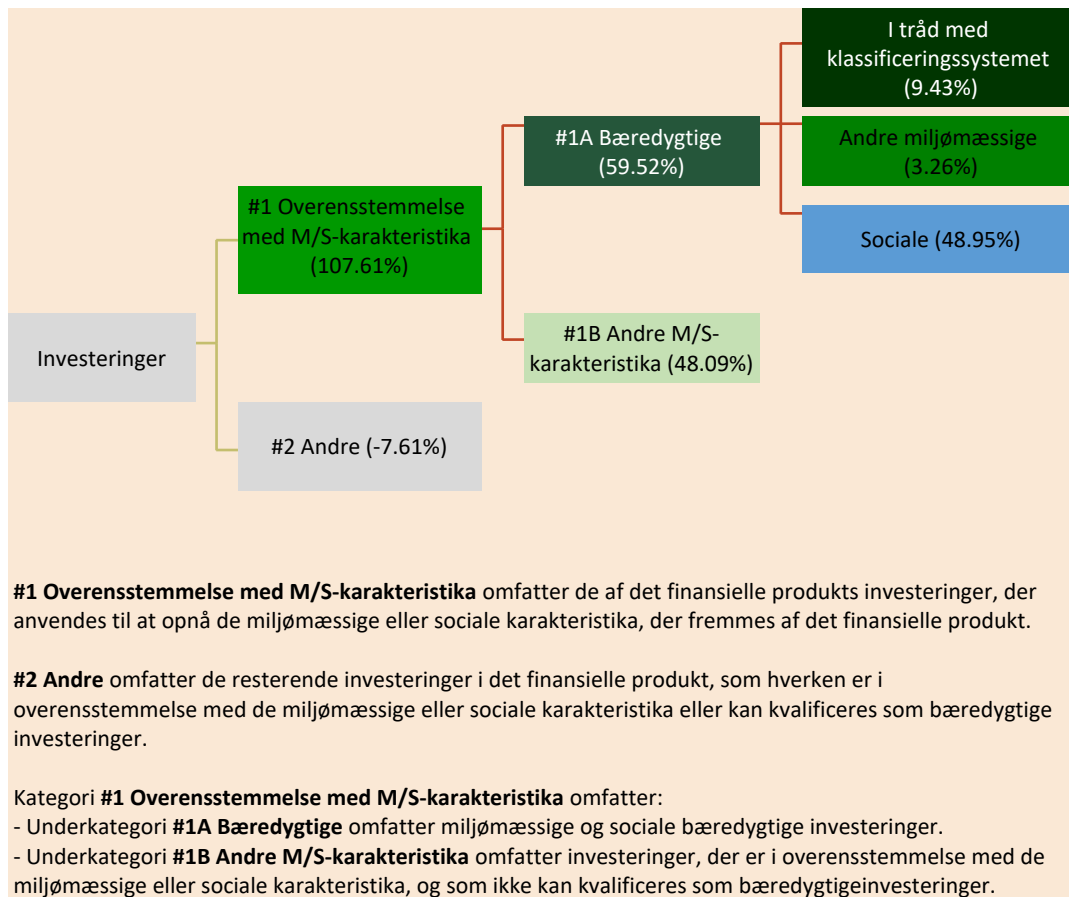 I tråd med
klassificeringssystemet
(9.43%)
#1A Bæredygtige
(59.52%)
Andre miljømæssige
(3.26%)
#1 Overensstemmelse
med M/S-karakteristika
(107.61%)
Sociale (48.95%)
Investeringer
#1B Andre M/S-
karakteristika (48.09%)
#2 Andre (-7.61%)
#1 Overensstemmelse med M/S-karakteristika omfatter de af det finansielle produkts investeringer, der
anvendes til at opnå de miljømæssige eller sociale karakteristika, der fremmes af det finansielle produkt.
#2 Andre omfatter de resterende investeringer i det finansielle produkt, som hverken er i
overensstemmelse med de miljømæssige eller sociale karakteristika eller kan kvalificeres som bæredygtige
investeringer.
Kategori #1 Overensstemmelse med M/S-karakteristika omfatter:
- Underkategori #1A Bæredygtige omfatter miljømæssige og sociale bæredygtige investeringer.
- Underkategori #1B Andre M/S-karakteristika omfatter investeringer, der er i overensstemmelse med de
miljømæssige eller sociale karakteristika, og som ikke kan kvalificeres som bæredygtigeinvesteringer.